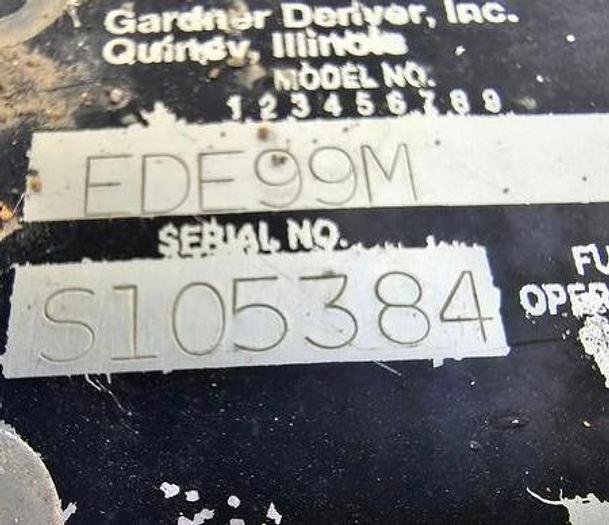 Gardner Denver, Inc.
Quincy, Illinois
MODEL NO.
1 2 3 4 5 6 7 8 9
EDE99M
SERIAL NO.
S105384